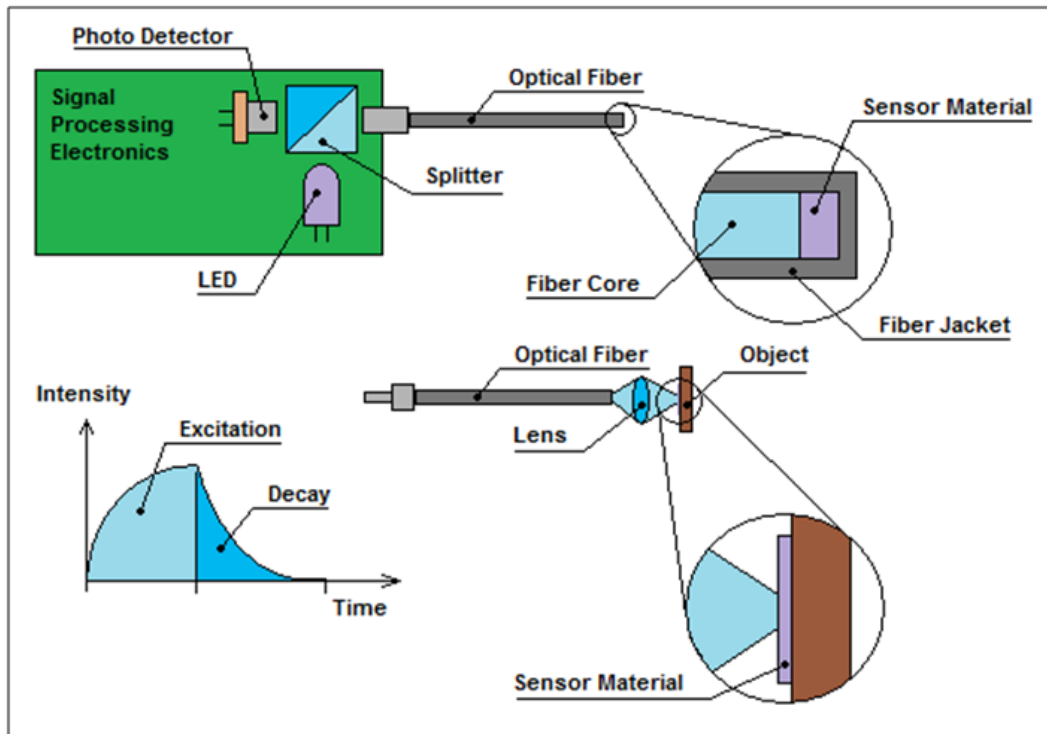 Photo Detector
Signal
Processing
Electronics
Optical Fiber
Sensor Material
Splitter
LED
Fiber Core
Fiber Jacket
Optical Fiber
Object
Intensity
Excitation
Lens
Decay
Time
Sensor Material